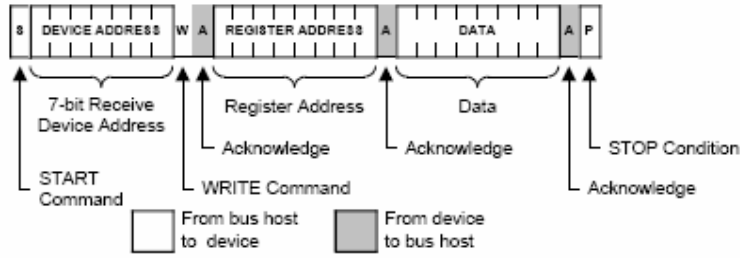 S DEVICE ADDRESS W A REGISTER ADDRESS A DATA A P
7-bit Receive
Device Address
Register Address
Data
Acknowledge
Acknowledge
STOP Condition
START
Command
WRITE Command
Acknowledge
From bus host
to device
From device
to bus host